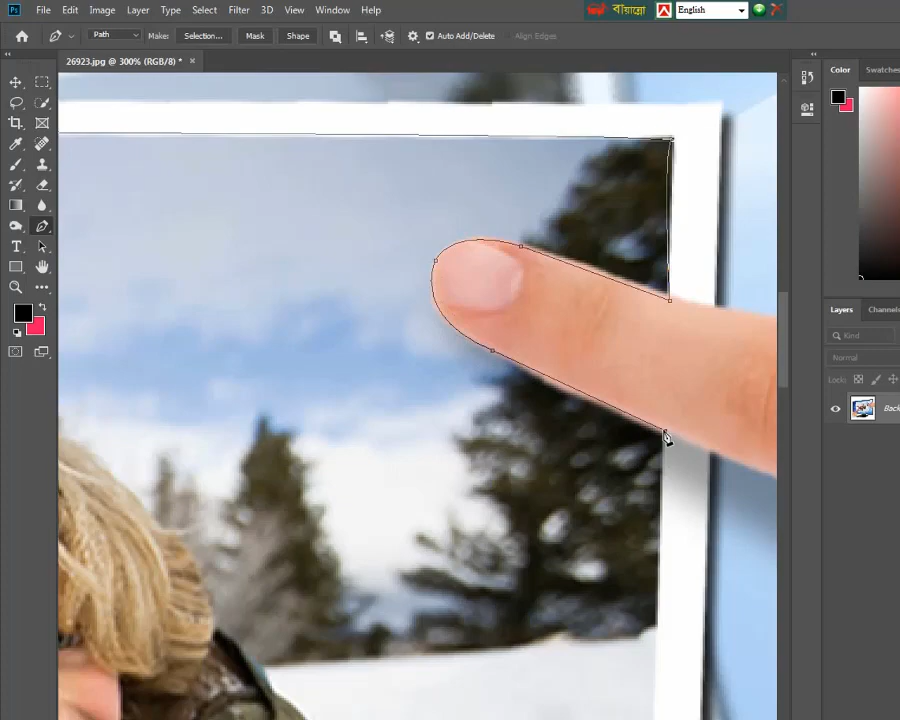 Ps File Edit Image Layer Type Select Filter 3D View Window Help বাঁয়ান্নো English
Path Make: Selection... Mask Shape Auto Add/Delete Align Edges
26923.jpg @ 300% (RGB/8) * ×
Color Swatches
Layers Channels
Kind
Normal
Lock:
Back